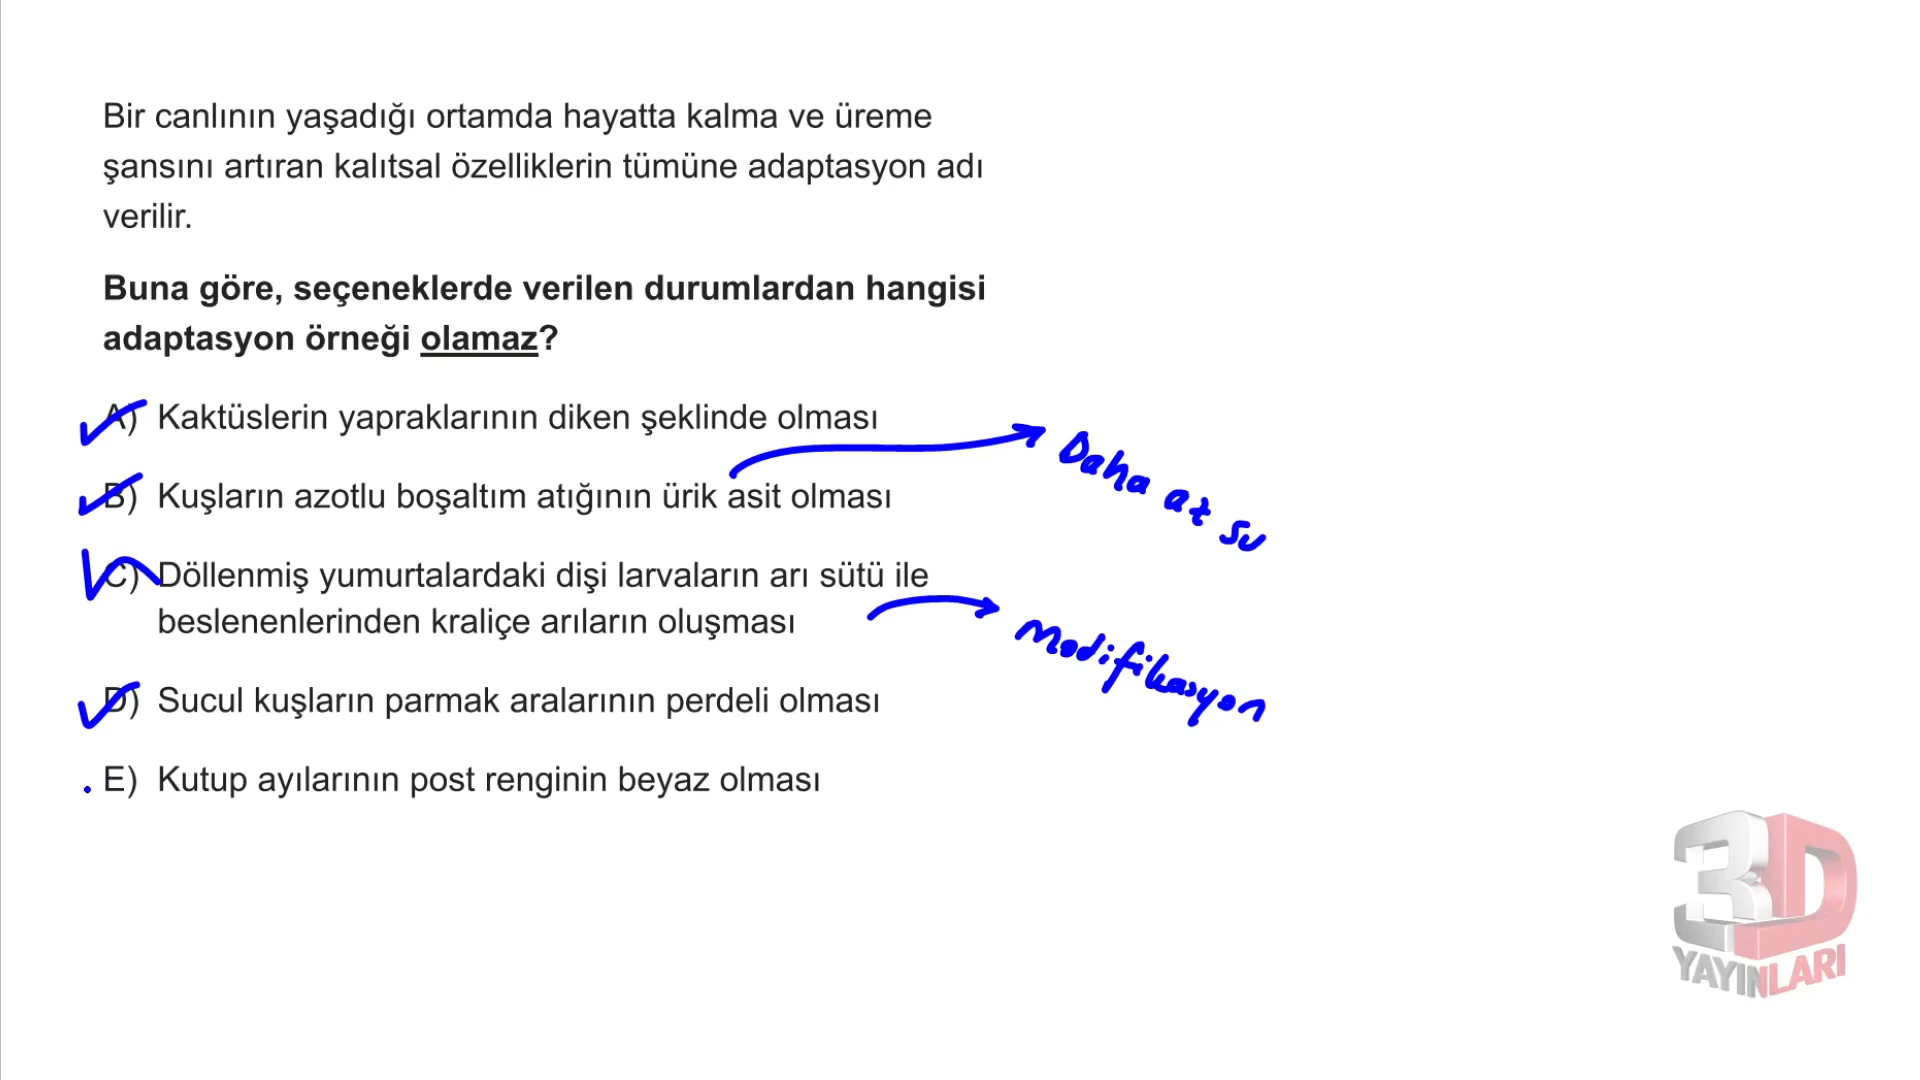 Bir canlının yaşadığı ortamda hayatta kalma ve üreme
şansını artıran kalıtsal özelliklerin tümüne adaptasyon adı
verilir.
Buna göre, seçeneklerde verilen durumlardan hangisi
adaptasyon örneği olamaz?
A) Kaktüslerin yapraklarının diken şeklinde olması
B) Kuşların azotlu boşaltım atığının ürik asit olması
Daha az su
C) Döllenmiş yumurtalardaki dişi larvaların arı sütü ile
beslenenlerinden kraliçe arıların oluşması
Modifikasyon
D) Sucul kuşların parmak aralarının perdeli olması
E) Kutup ayılarının post renginin beyaz olması
3D
YAYINLARI